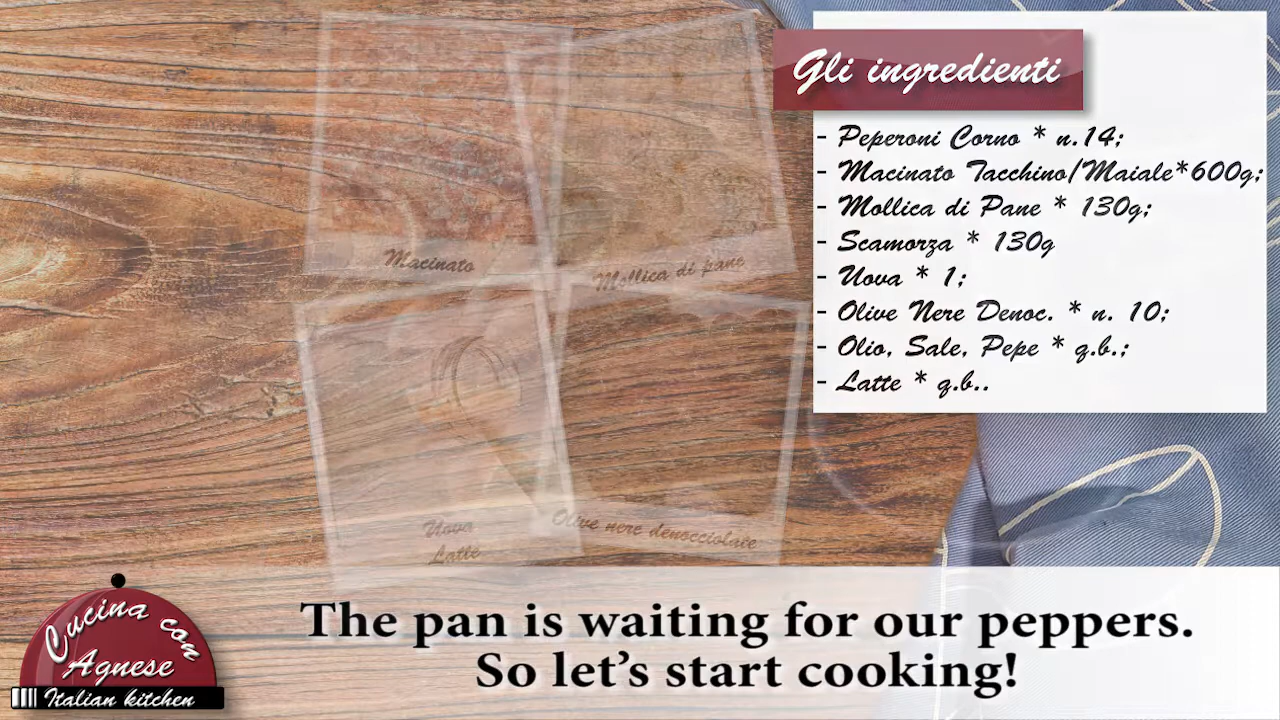 Gli ingredienti
- Peperoni Corno * n.14;
- Macinato Tacchino/Maiale*600g;
- Mollica di Pane * 130g;
- Scamorza * 130g
- Uova * 1;
- Olive Nere Denoc. * n. 10;
- Olio, Sale, Pepe * q.b.;
- Latte * q.b..
Macinato
Mollica di pane
Uova
Latte
Olive nere denocciolate
The pan is waiting for our peppers.
So let's start cooking!
Cucina con
Agnese
Italian kitchen